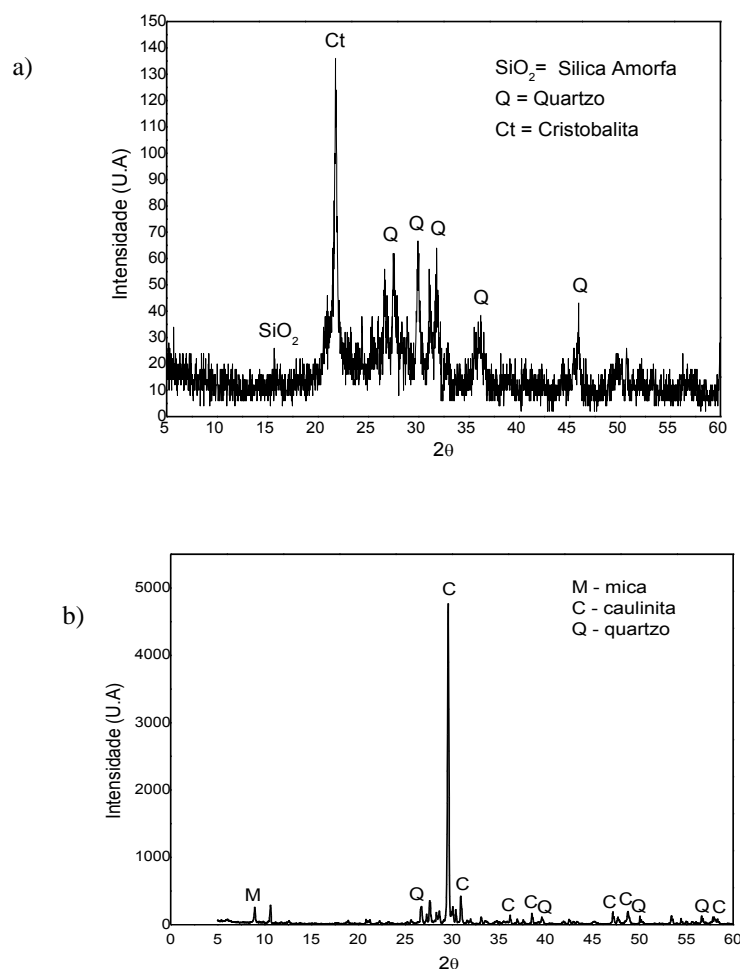 a)
Intensidade (U.A)
150
140
130
120
110
100
90
80
70
60
50
40
30
20
10
0
Ct
SiO2= Silica Amorfa
Q = Quartzo
Ct = Cristobalita
Q
Q
Q
Q
Q
SiO2
5 10 15 20 25 30 35 40 45 50 55 60
2θ
b)
Intensidade (U.A)
5000
4000
3000
2000
1000
0
C
M - mica
C - caulinita
Q - quartzo
M
Q
C
C
C
Q
C
C
Q
Q
C
0 5 10 15 20 25 30 35 40 45 50 55 60
2θ